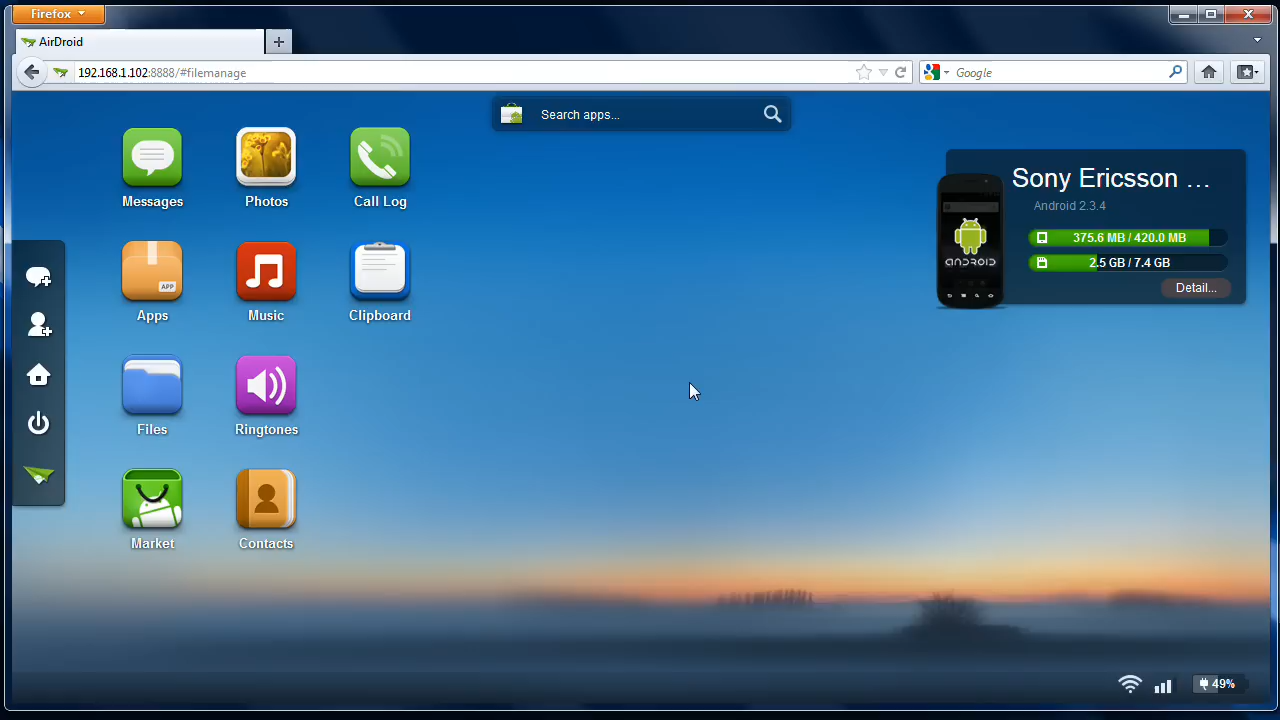 Firefox
AirDroid
192.168.1.102:8888/#filemanage
Google
Search apps...
Messages
Photos
Call Log
Apps
APP
Music
Clipboard
Files
Ringtones
Market
Contacts
Sony Ericsson ...
Android 2.3.4
375.6 MB / 420.0 MB
2.5 GB / 7.4 GB
Detail...
ANDROID
49%